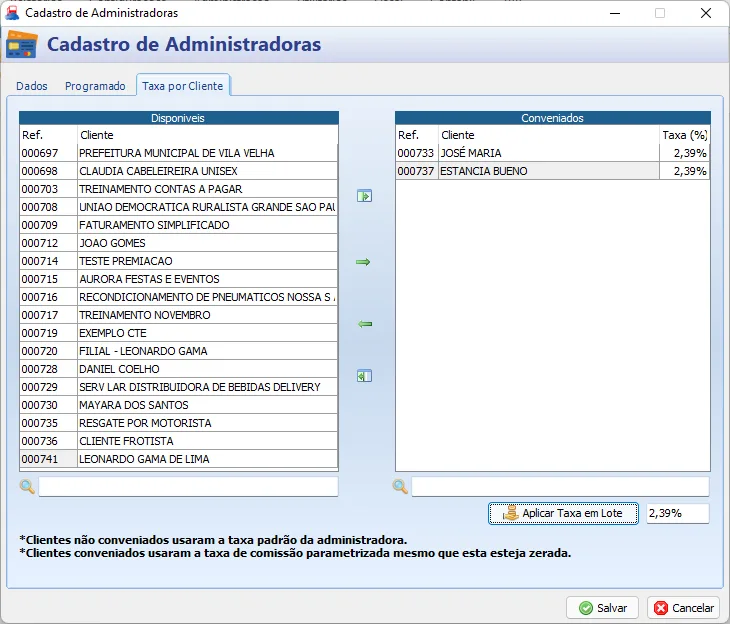 Cadastro de Administradoras
Cadastro de Administradoras
Dados Programado Taxa por Cliente
Disponiveis
Ref. Cliente
000697 PREFEITURA MUNICIPAL DE VILA VELHA
000698 CLAUDIA CABELEIREIRA UNISEX
000703 TREINAMENTO CONTAS A PAGAR
000708 UNIAO DEMOCRATICA RURALISTA GRANDE SAO PAU
000709 FATURAMENTO SIMPLIFICADO
000712 JOAO GOMES
000714 TESTE PREMIACAO
000715 AURORA FESTAS E EVENTOS
000716 RECONDICIONAMENTO DE PNEUMATICOS NOSSA S A
000717 TREINAMENTO NOVEMBRO
000719 EXEMPLO CTE
000720 FILIAL - LEONARDO GAMA
000728 DANIEL COELHO
000729 SERV LAR DISTRIBUIDORA DE BEBIDAS DELIVERY
000730 MAYARA DOS SANTOS
000735 RESGATE POR MOTORISTA
000736 CLIENTE FROTISTA
000741 LEONARDO GAMA DE LIMA
Conveniados
Ref. Cliente Taxa (%)
000733 JOSÉ MARIA 2,39%
000737 ESTANCIA BUENO 2,39%
Aplicar Taxa em Lote 2,39%
*Clientes não conveniados usaram a taxa padrão da administradora.
*Clientes conveniados usaram a taxa de comissão parametrizada mesmo que esta esteja zerada.
Salvar Cancelar